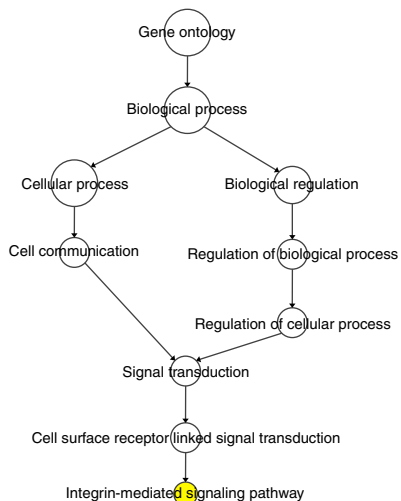 Gene ontology
Biological process
Cellular process
Biological regulation
Cell communication
Regulation of biological process
Regulation of cellular process
Signal transduction
Cell surface receptor linked signal transduction
Integrin-mediated signaling pathway